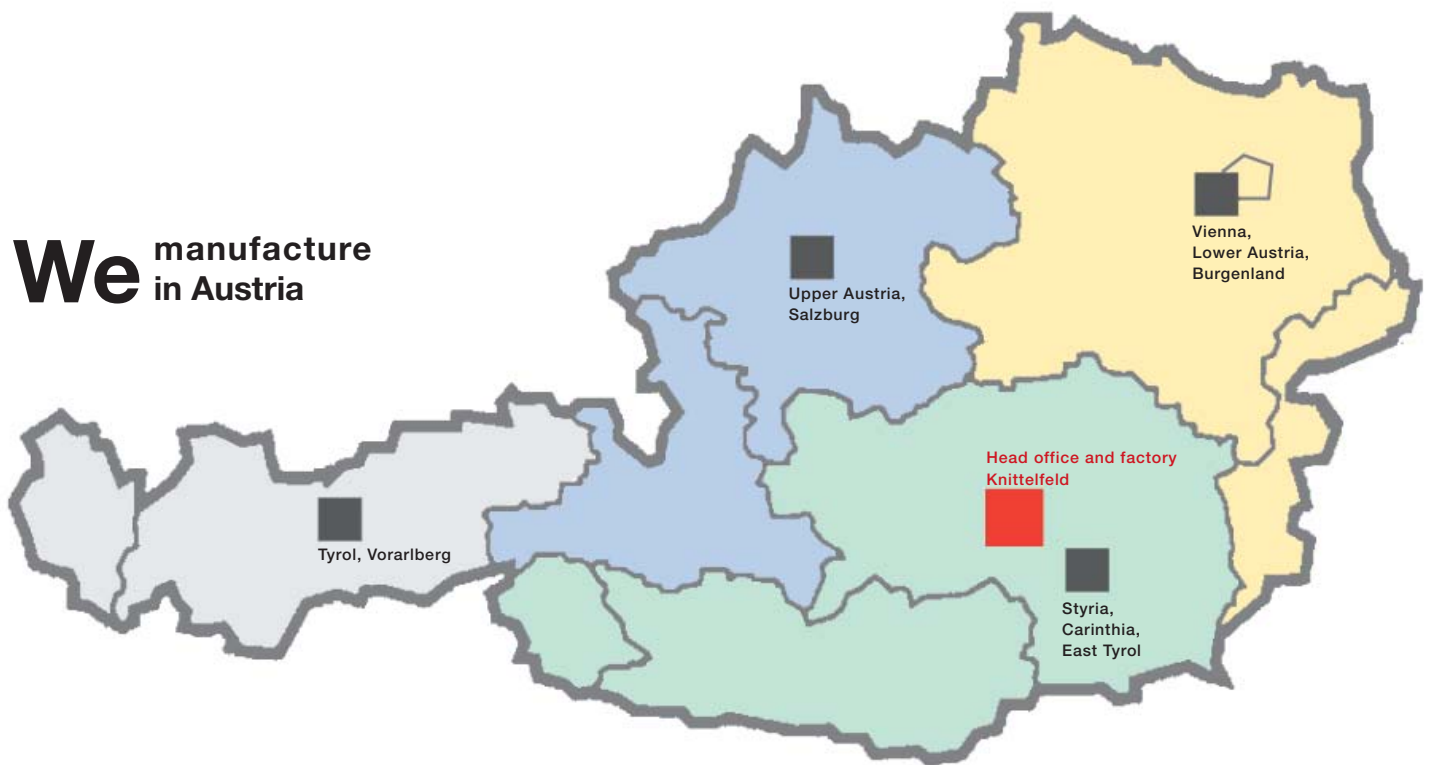 We manufacture
in Austria
Vienna,
Lower Austria,
Burgenland
Upper Austria,
Salzburg
Head office and factory
Knittelfeld
Tyrol, Vorarlberg
Styria,
Carinthia,
East Tyrol